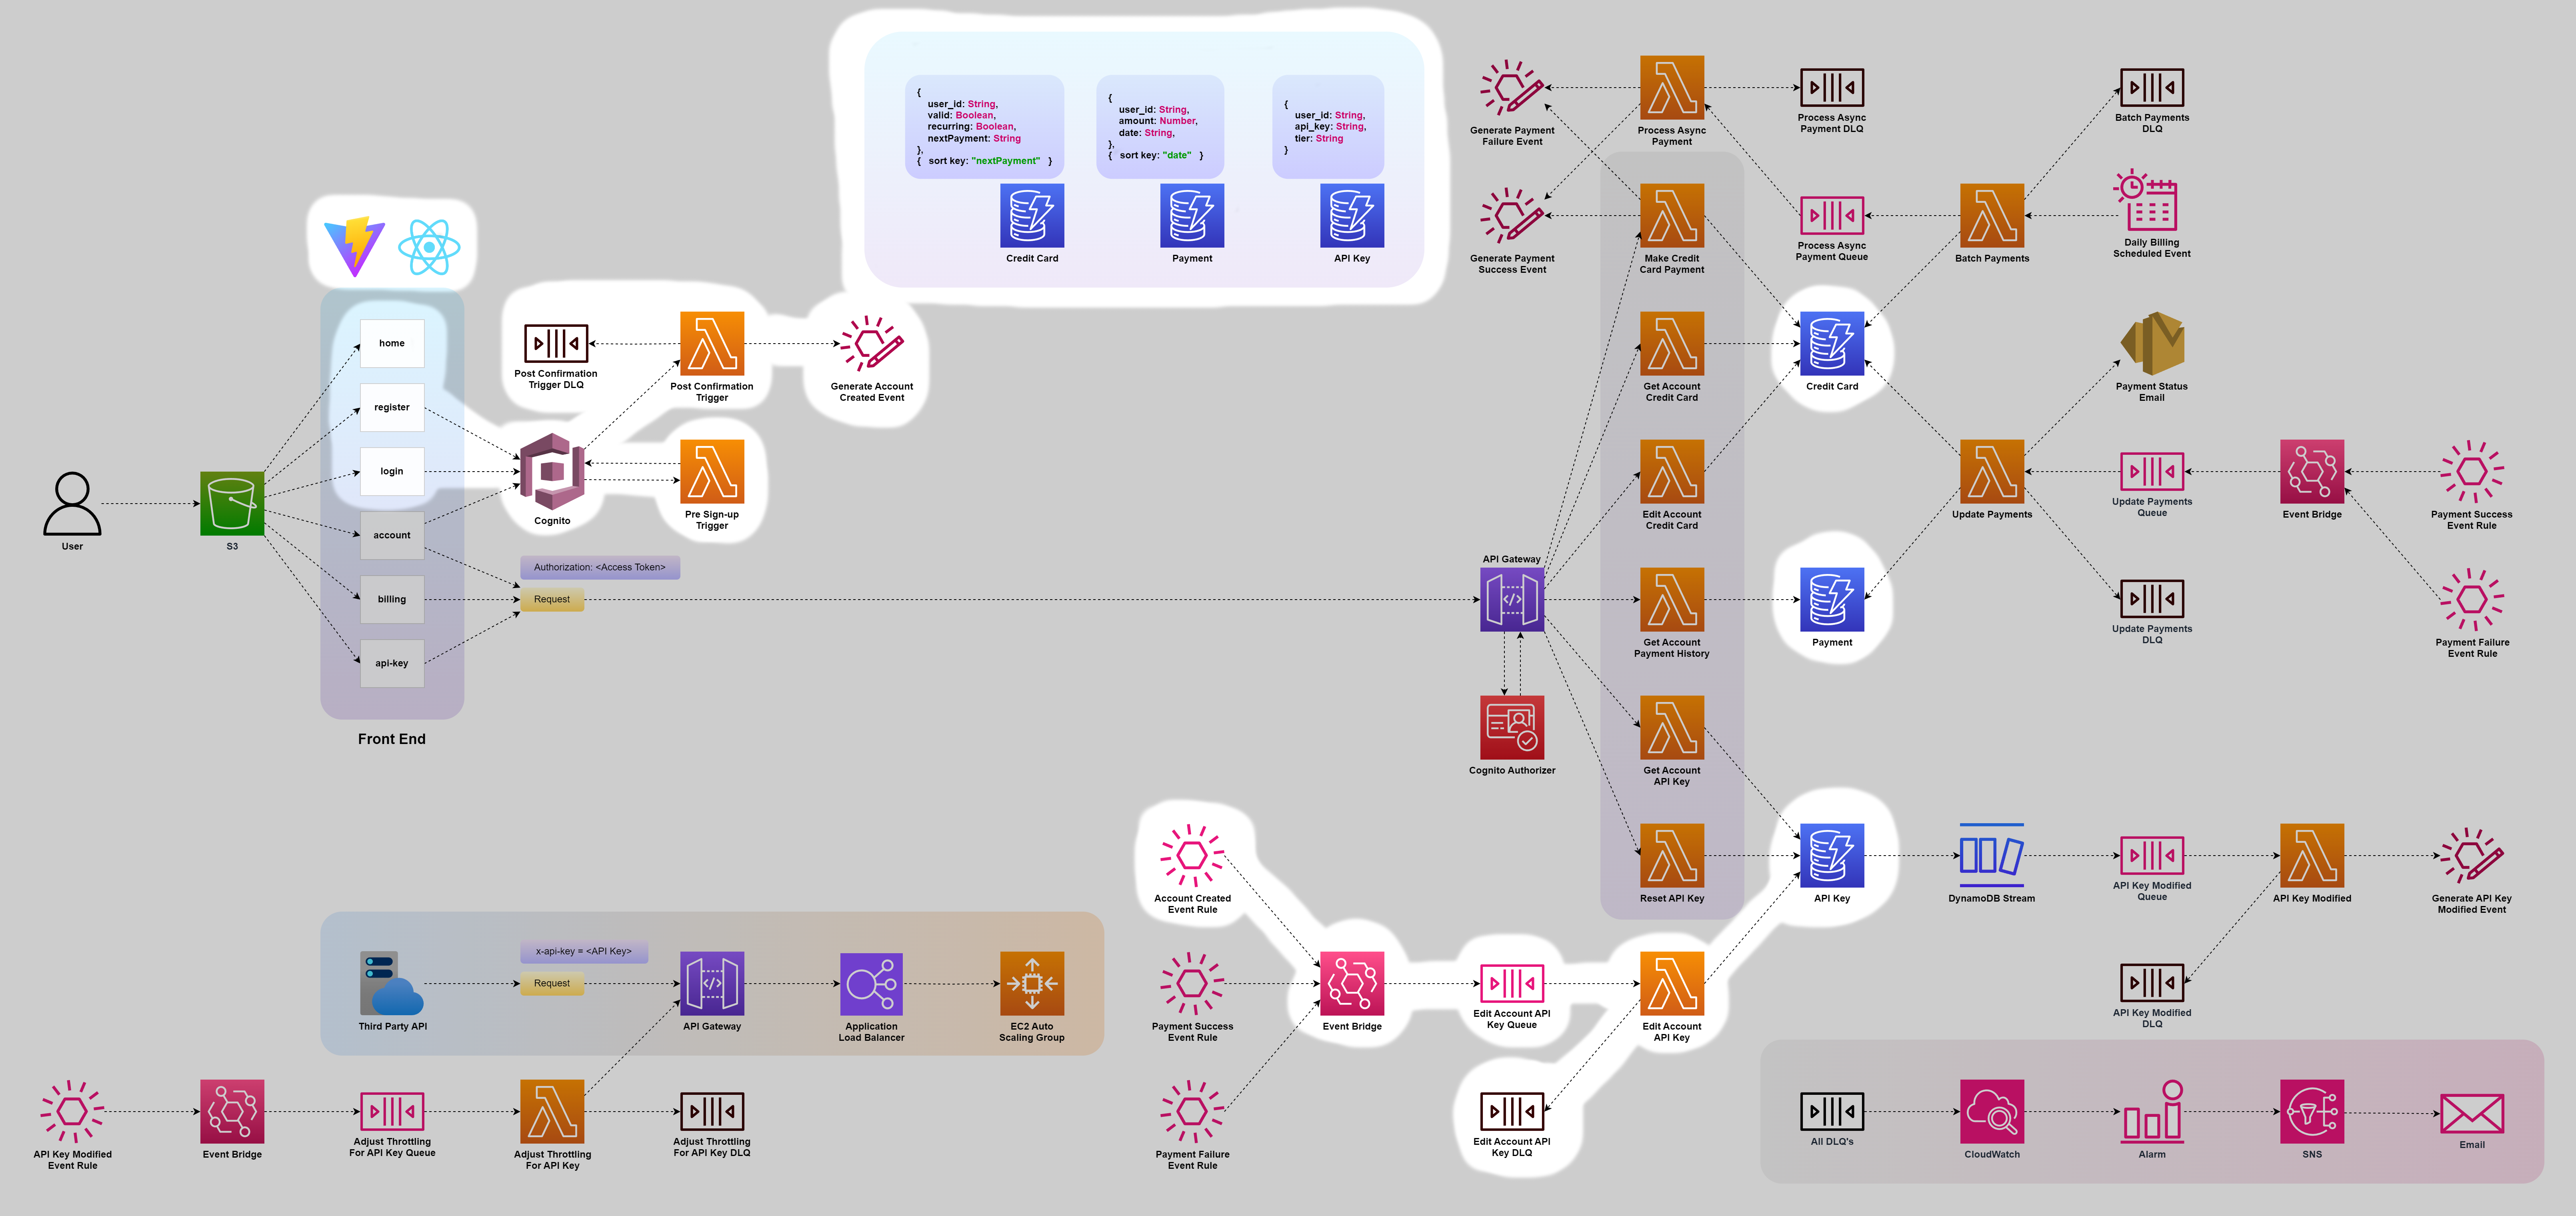 {
user_id: String,
valid: Boolean,
recurring: Boolean,
nextPayment: String
},
{ sort key: "nextPayment" }
Credit Card
{
user_id: String,
amount: Number,
date: String,
},
{ sort key: "date" }
Payment
{
user_id: String,
api_key: String,
tier: String
}
API Key
Generate Payment
Failure Event
Process Async
Payment
Process Async
Payment DLQ
Batch Payments
DLQ
Generate Payment
Success Event
Make Credit
Card Payment
Process Async
Payment Queue
Batch Payments
Daily Billing
Scheduled Event
home
register
login
account
billing
api-key
Front End
User
S3
Post Confirmation
Trigger DLQ
Post Confirmation
Trigger
Generate Account
Created Event
Cognito
Pre Sign-up
Trigger
Authorization: <Access Token>
Request
Get Account
Credit Card
Credit Card
Payment Status
Email
Edit Account
Credit Card
Update Payments
Update Payments
Queue
Event Bridge
Payment Success
Event Rule
API Gateway
Get Account
Payment History
Payment
Update Payments
DLQ
Payment Failure
Event Rule
Cognito Authorizer
Get Account
API Key
Account Created
Event Rule
Reset API Key
API Key
DynamoDB Stream
API Key Modified
Queue
API Key Modified
Generate API Key
Modified Event
Third Party API
x-api-key = <API Key>
Request
API Gateway
Application
Load Balancer
EC2 Auto
Scaling Group
Payment Success
Event Rule
Event Bridge
Edit Account API
Key Queue
Edit Account
API Key
API Key Modified
DLQ
API Key Modified
Event Rule
Event Bridge
Adjust Throttling
For API Key Queue
Adjust Throttling
For API Key
Adjust Throttling
For API Key DLQ
Payment Failure
Event Rule
Edit Account API
Key DLQ
All DLQ's
CloudWatch
Alarm
SNS
Email